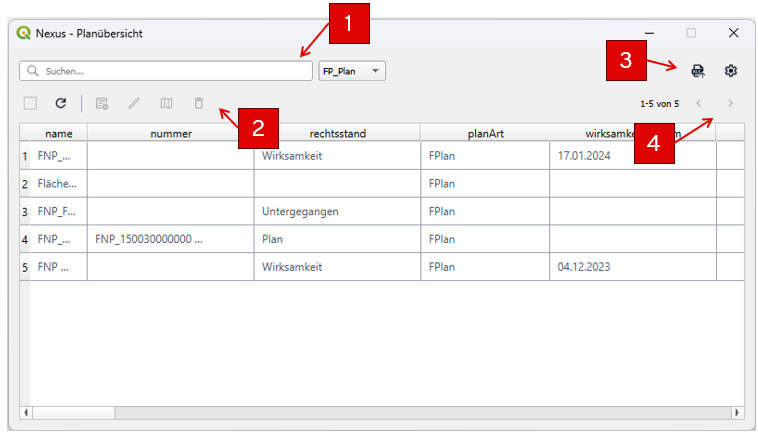 1
Nexus - Planübersicht
Suchen...
FP_Plan
3
2
1-5 von 5
4
name nummer rechtsstand planArt wirksamke m
1 FNP_... Wirksamkeit FPlan 17.01.2024
2 Fläche... FPlan
3 FNP_F... Untergegangen FPlan
4 FNP_... FNP_150030000000 ... Plan FPlan
5 FNP ... Wirksamkeit FPlan 04.12.2023